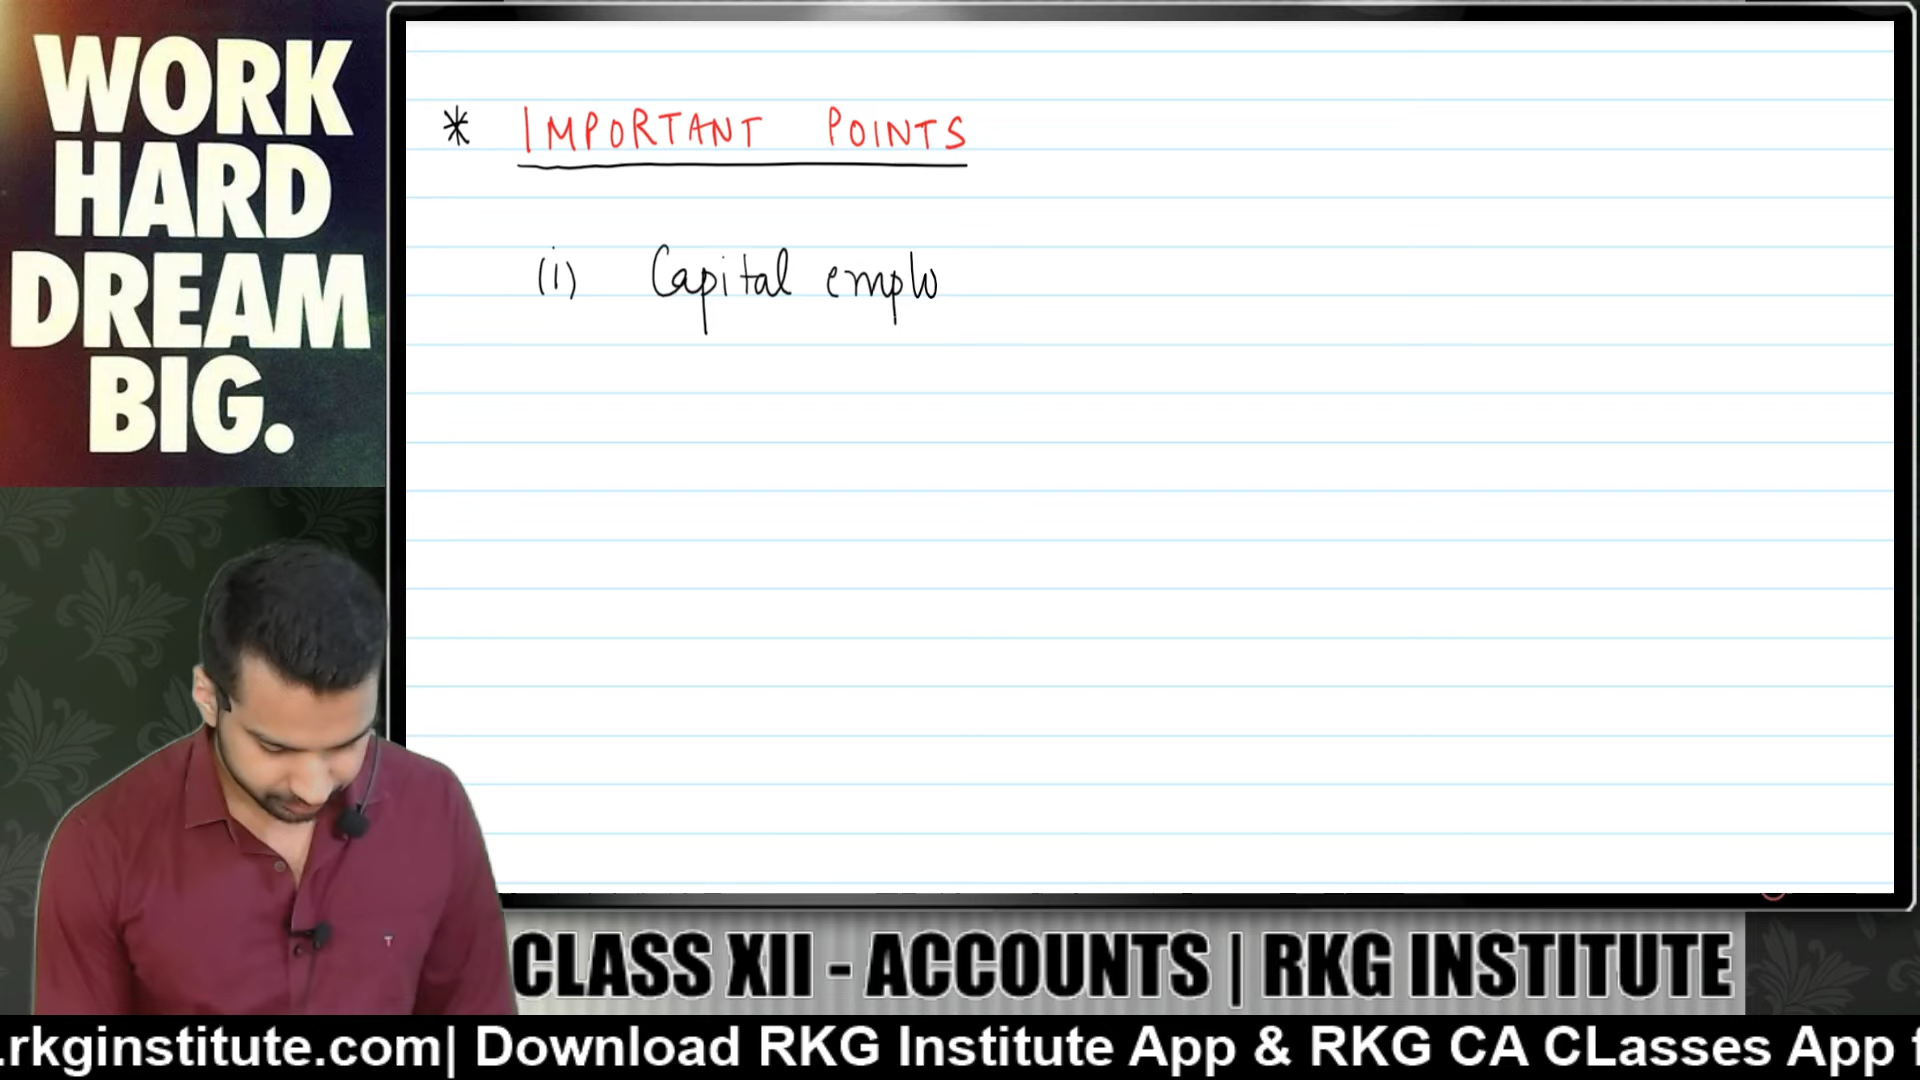 WORK
HARD
DREAM
BIG.
* IMPORTANT POINTS
(i) Capital emplo
CLASS XII - ACCOUNTS | RKG INSTITUTE
.rkginstitute.com| Download RKG Institute App & RKG CA CLasses App f